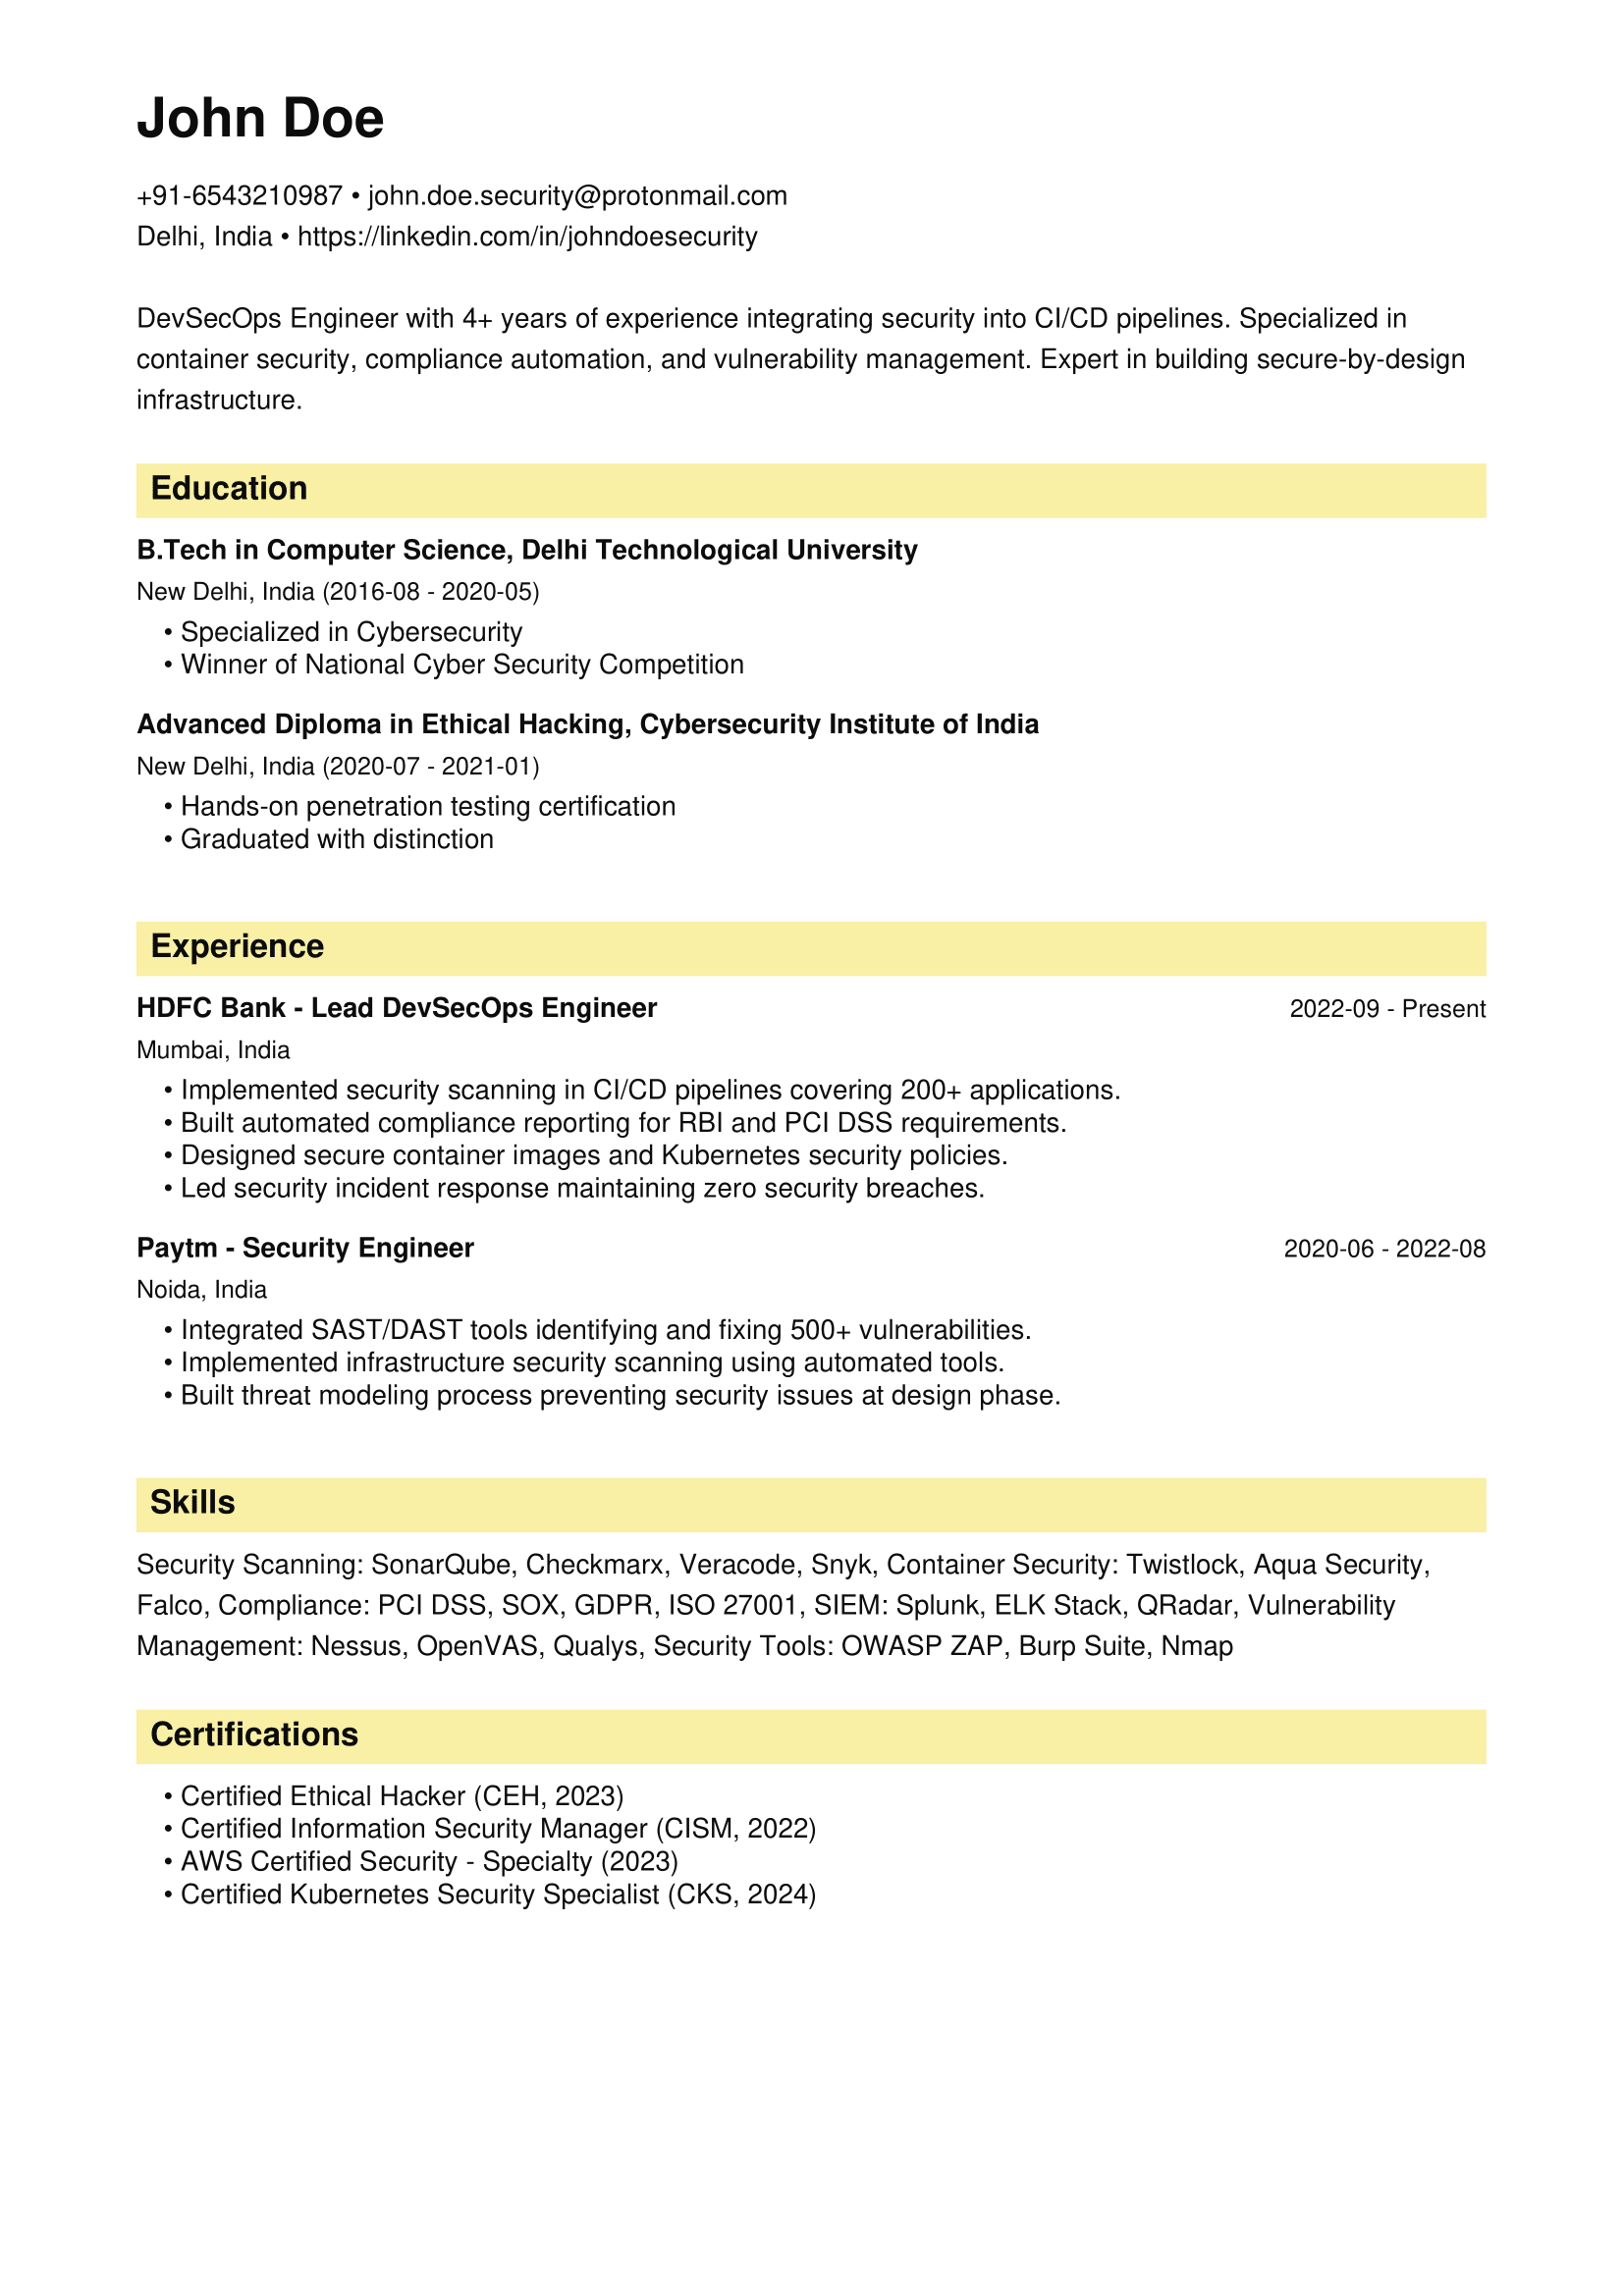 John Doe
+91-6543210987 • john.doe.security@protonmail.com
Delhi, India • https://linkedin.com/in/johndoesecurity
DevSecOps Engineer with 4+ years of experience integrating security into CI/CD pipelines. Specialized in
container security, compliance automation, and vulnerability management. Expert in building secure-by-design
infrastructure.
Education
B.Tech in Computer Science, Delhi Technological University
New Delhi, India (2016-08 - 2020-05)
• Specialized in Cybersecurity
• Winner of National Cyber Security Competition
Advanced Diploma in Ethical Hacking, Cybersecurity Institute of India
New Delhi, India (2020-07 - 2021-01)
• Hands-on penetration testing certification
• Graduated with distinction
Experience
HDFC Bank - Lead DevSecOps Engineer 2022-09 - Present
Mumbai, India
• Implemented security scanning in CI/CD pipelines covering 200+ applications.
• Built automated compliance reporting for RBI and PCI DSS requirements.
• Designed secure container images and Kubernetes security policies.
• Led security incident response maintaining zero security breaches.
Paytm - Security Engineer 2020-06 - 2022-08
Noida, India
• Integrated SAST/DAST tools identifying and fixing 500+ vulnerabilities.
• Implemented infrastructure security scanning using automated tools.
• Built threat modeling process preventing security issues at design phase.
Skills
Security Scanning: SonarQube, Checkmarx, Veracode, Snyk, Container Security: Twistlock, Aqua Security,
Falco, Compliance: PCI DSS, SOX, GDPR, ISO 27001, SIEM: Splunk, ELK Stack, QRadar, Vulnerability
Management: Nessus, OpenVAS, Qualys, Security Tools: OWASP ZAP, Burp Suite, Nmap
Certifications
• Certified Ethical Hacker (CEH, 2023)
• Certified Information Security Manager (CISM, 2022)
• AWS Certified Security - Specialty (2023)
• Certified Kubernetes Security Specialist (CKS, 2024)